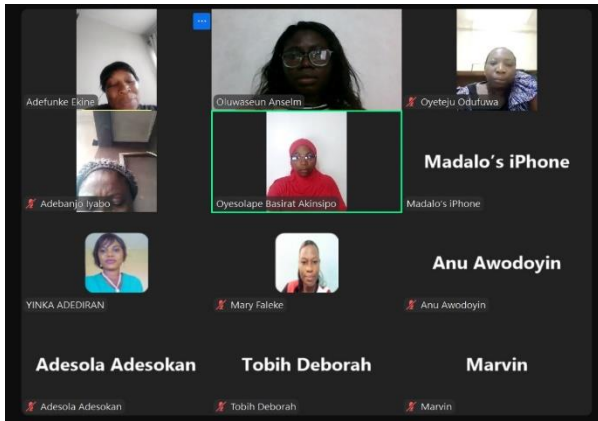 Adefunke Ekine
Oluwaseun Anselm
Oyeteju Odufuwa
Adebanjo Iyabo
Oyesolape Basirat Akinsipo
Madalo's iPhone
Madalo's iPhone
YINKA ADEDIRAN
Mary Faleke
Anu Awodoyin
Anu Awodoyin
Adesola Adesokan
Adesola Adesokan
Tobih Deborah
Tobih Deborah
Marvin
Marvin